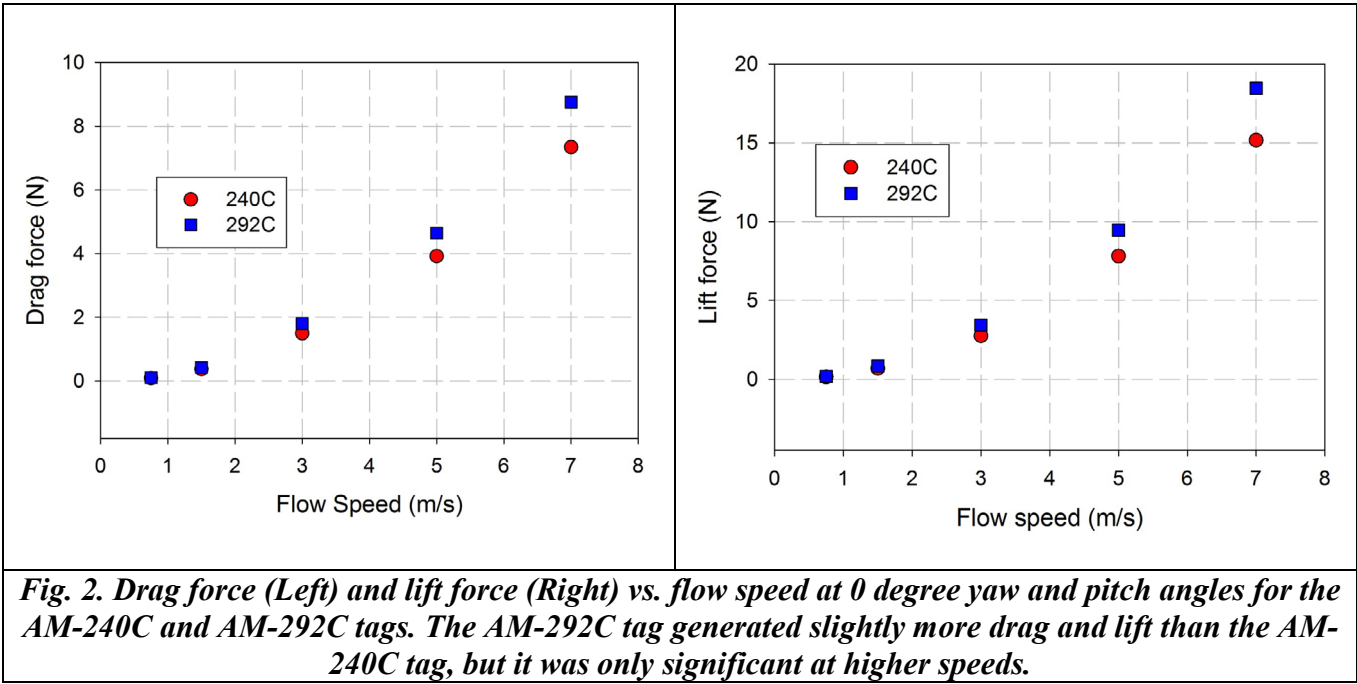 10
8
6
4
2
0
Drag force (N)
240C
292C
0 1 2 3 4 5 6 7 8
Flow Speed (m/s)
20
15
10
5
0
Lift force (N)
240C
292C
0 1 2 3 4 5 6 7 8
Flow speed (m/s)
Fig. 2. Drag force (Left) and lift force (Right) vs. flow speed at 0 degree yaw and pitch angles for the
AM-240C and AM-292C tags. The AM-292C tag generated slightly more drag and lift than the AM-
240C tag, but it was only significant at higher speeds.